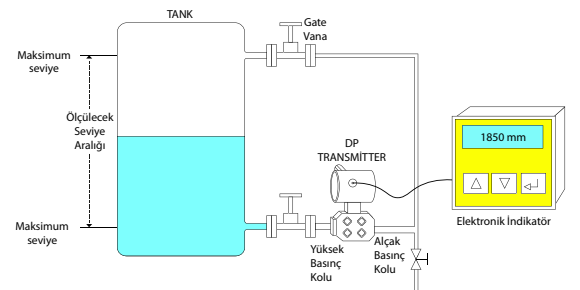 TANK
Gate
Vana
Maksimum
seviye
Ölçülecek
Seviye
Aralığı
Maksimum
seviye
DP
TRANSMİTTER
1850 mm
Elektronik İndikatör
Yüksek
Basınç
Kolu
Alçak
Basınç
Kolu